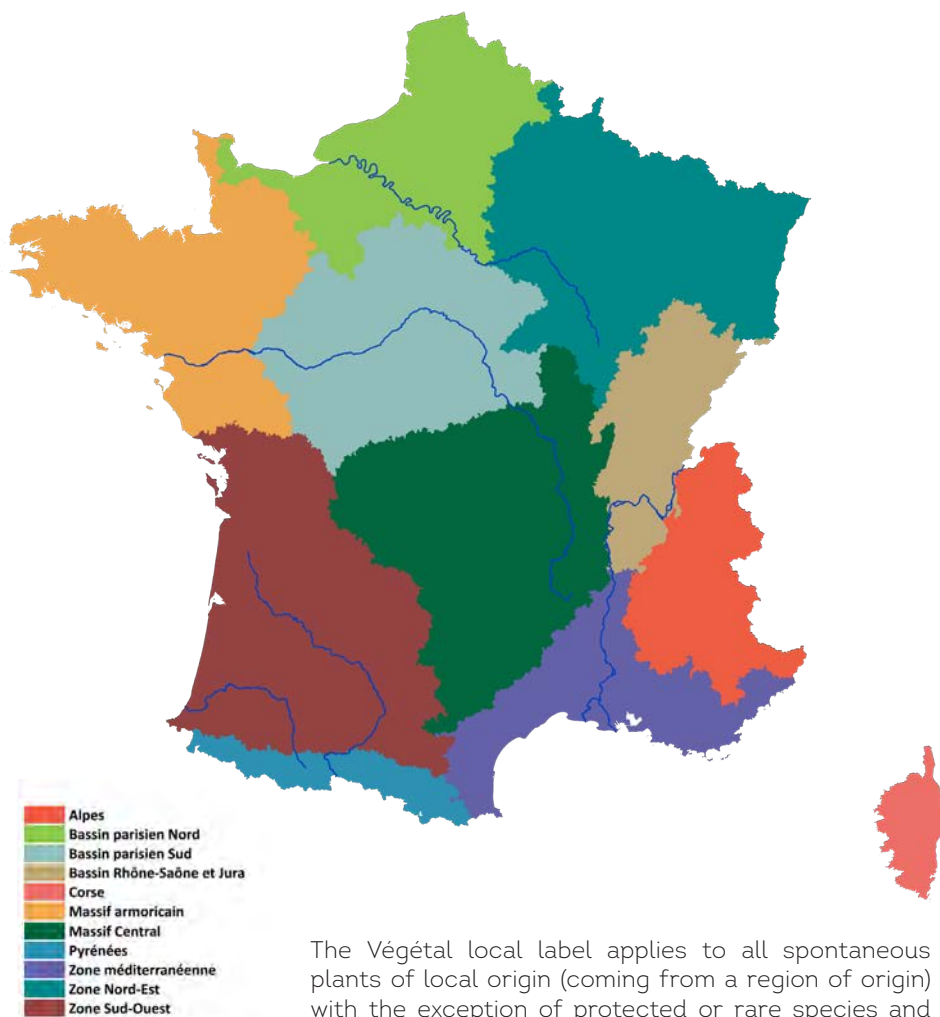 Alpes
Bassin parisien Nord
Bassin parisien Sud
Bassin Rhône-Saône et Jura
Corse
Massif armoricain
Massif Central
Pyrénées
Zone méditerranéenne
Zone Nord-Est
Zone Sud-Ouest
The Végétal local label applies to all spontaneous
plants of local origin (coming from a region of origin)
with the exception of protected or rare species and